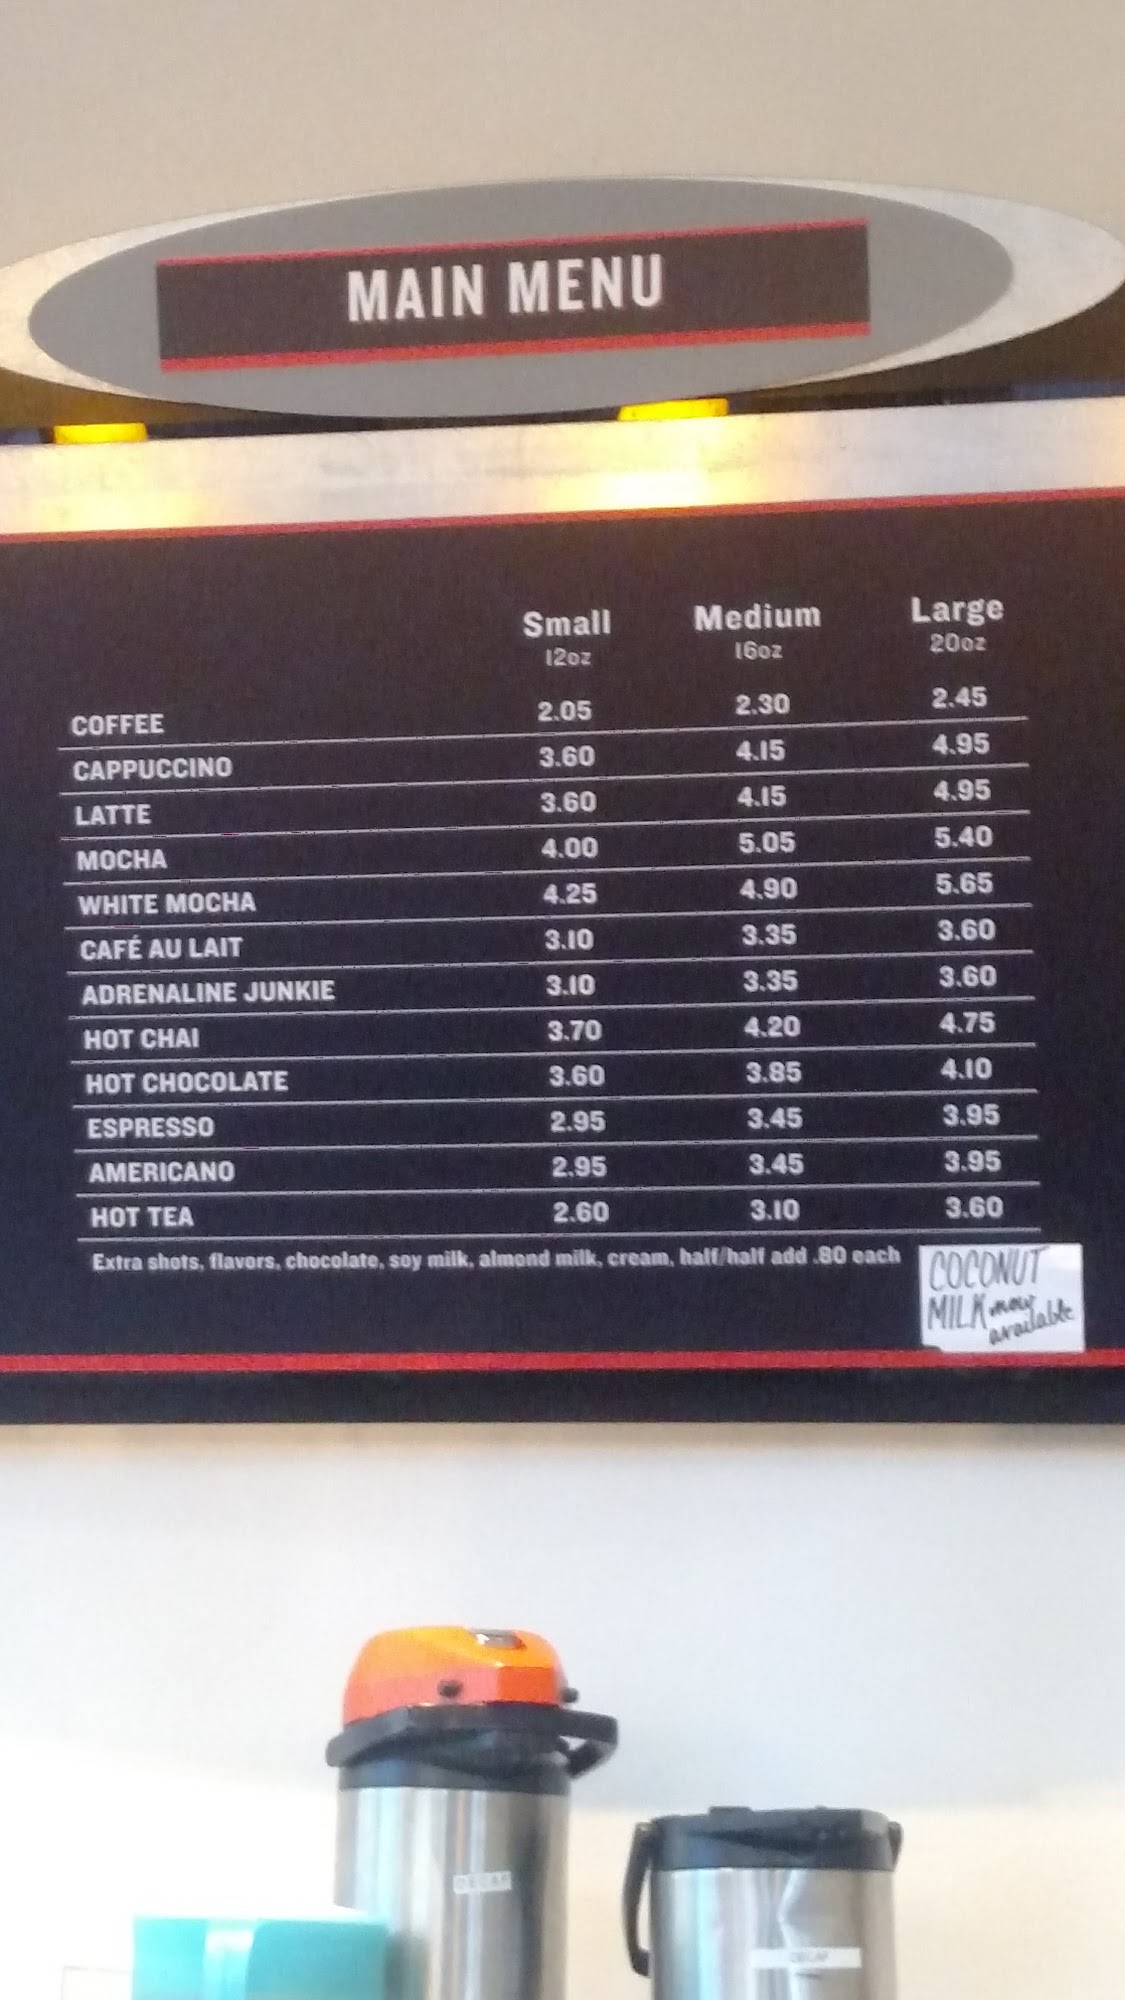 MAIN MENU
Small Medium Large
12oz 16oz 20oz
COFFEE 2.05 2.30 2.45
CAPPUCCINO 3.60 4.15 4.95
LATTE 3.60 4.15 4.95
MOCHA 4.00 5.05 5.40
WHITE MOCHA 4.25 4.90 5.65
CAFÉ AU LAIT 3.10 3.35 3.60
ADRENALINE JUNKIE 3.10 3.35 3.60
HOT CHAI 3.70 4.20 4.75
HOT CHOCOLATE 3.60 3.85 4.10
ESPRESSO 2.95 3.45 3.95
AMERICANO 2.95 3.45 3.95
HOT TEA 2.60 3.10 3.60
Extra shots, flavors, chocolate, soy milk, almond milk, cream, half/half add .80 each
COCONUT
MILK now
available
DECAF
DECAF